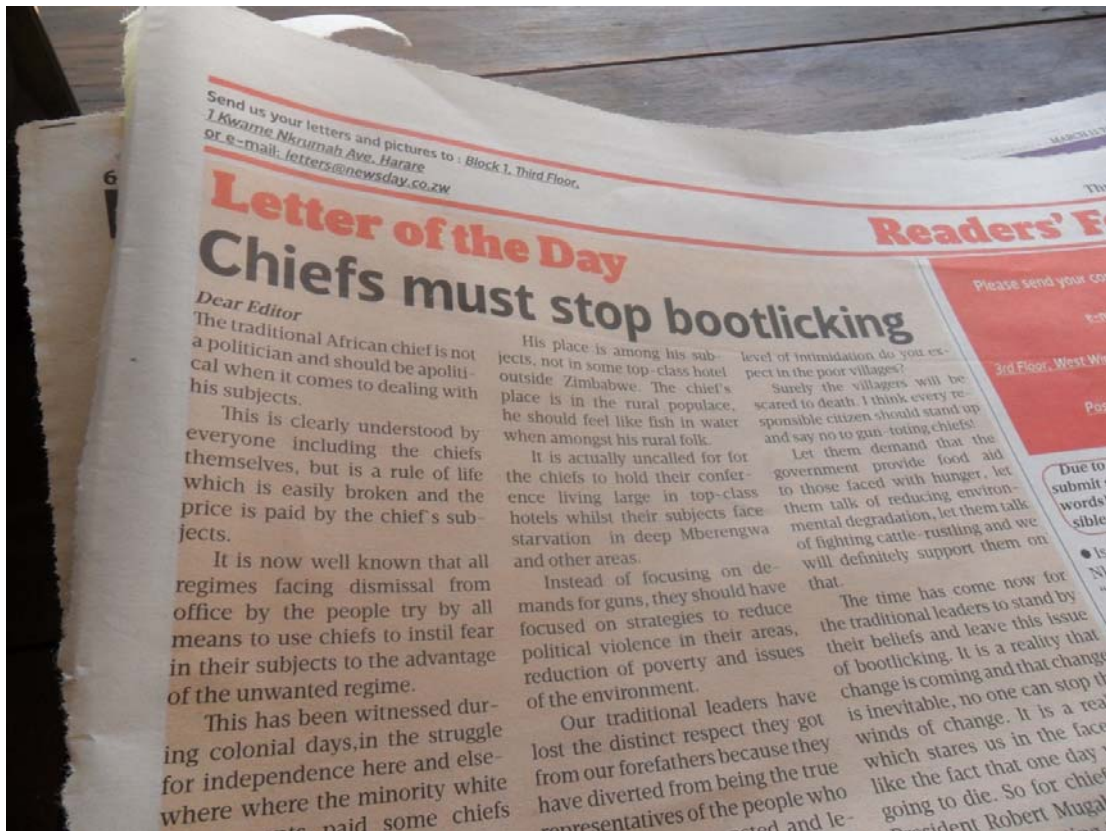 Send us your letters and pictures to : Block 1, Third Floor,
1 Kwame Nkrumah Ave, Harare
or e-mail: letters@newsday.co.zw
MARCH 11
6
Letter of the Day
Readers'
Chiefs must stop bootlicking
Dear Editor
The traditional African chief is not
a politician and should be apoliti-
cal when it comes to dealing with
his subjects.
This is clearly understood by
everyone including the chiefs
themselves, but is a rule of life
which is easily broken and the
price is paid by the chief's sub-
jects.
It is now well known that all
regimes facing dismissal from
office by the people try by all
means to use chiefs to instil fear
in their subjects to the advantage
of the unwanted regime.
This has been witnessed dur-
ing colonial days,in the struggle
for independence here and else-
where where the minority white
paid some chiefs
His place is among his sub-
jects, not in some top-class hotel
outside Zimbabwe. The chief's
place is in the rural populace,
he should feel like fish in water
when amongst his rural folk.
It is actually uncalled for for
the chiefs to hold their confer-
ence living large in top-class
hotels whilst their subjects face
starvation in deep Mberengwa
and other areas.
Instead of focusing on de-
mands for guns, they should have
focused on strategies to reduce
political violence in their areas,
reduction of poverty and issues
of the environment.
Our traditional leaders have
lost the distinct respect they got
from our forefathers because they
have diverted from being the true
representatives of the people who
and le-
level of intimidation do you ex-
pect in the poor villages?
Surely the villagers will be
scared to death. I think every re-
sponsible citizen should stand up
and say no to gun-toting chiefs!
Let them demand that the
government provide food aid
to those faced with hunger, let
them talk of reducing environ-
mental degradation, let them talk
of fighting cattle-rustling and we
will definitely support them on
that.
The time has come now for
the traditional leaders to stand by
their beliefs and leave this issue
of bootlicking. It is a reality that
change is coming and that change
is inevitable, no one can stop
winds of change. It is a
which stares us in the face
like the fact that one day
going to die. So for
President Robert
Please send your
3rd Floor, West
Due to
submit